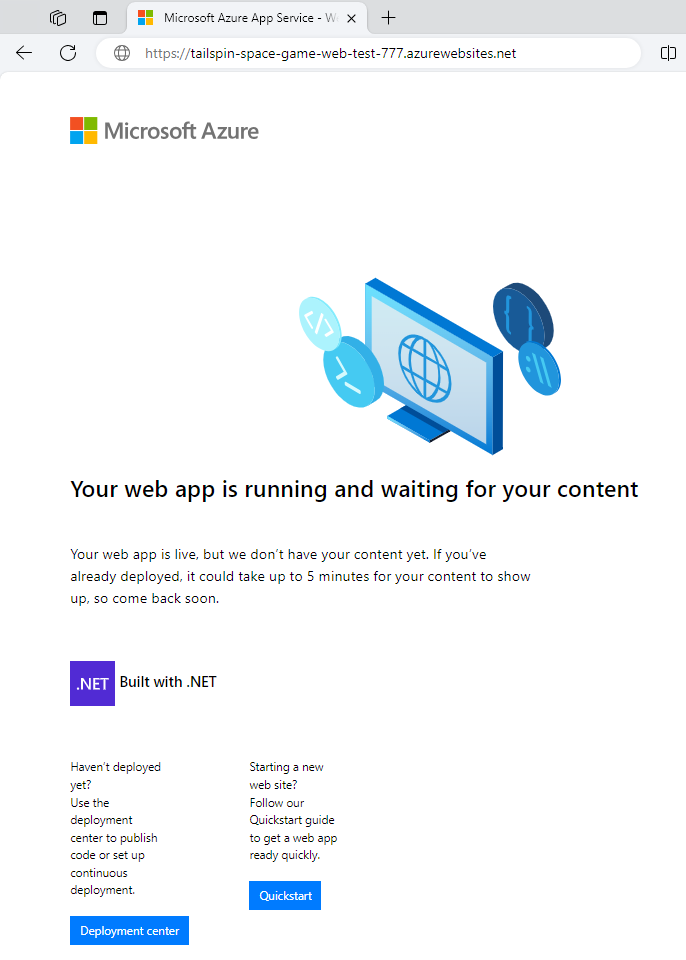 Microsoft Azure App Service - W
https://tailspin-space-game-web-test-777.azurewebsites.net
Microsoft Azure
</>
>_
{ }
:\\
Your web app is running and waiting for your content
Your web app is live, but we don’t have your content yet. If you’ve
already deployed, it could take up to 5 minutes for your content to show
up, so come back soon.
.NET Built with .NET
Haven’t deployed
yet?
Use the
deployment
center to publish
code or set up
continuous
deployment.
Deployment center
Starting a new
web site?
Follow our
Quickstart guide
to get a web app
ready quickly.
Quickstart